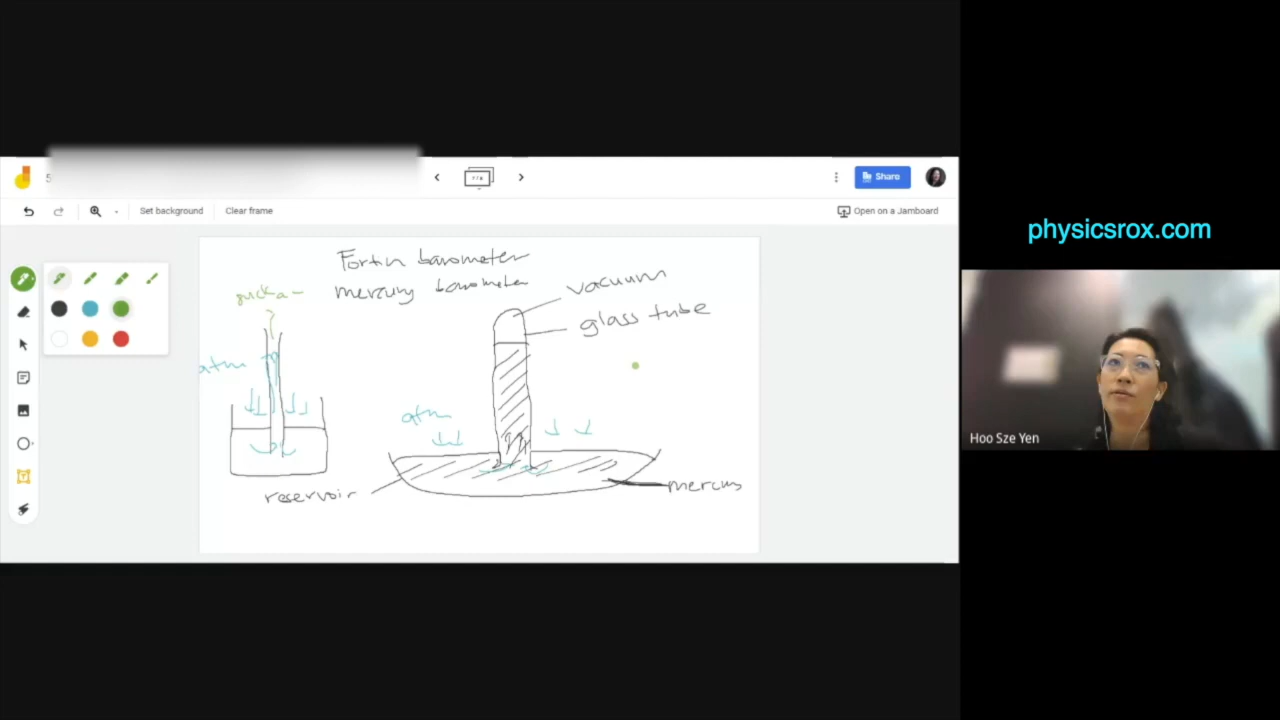 5
Share
Set background
Clear frame
Open on a Jamboard
physicsrox.com
Fortin barometer
mercury barometer
vacuum
glass tube
atm
atm
reservoir
Hoo Sze Yen